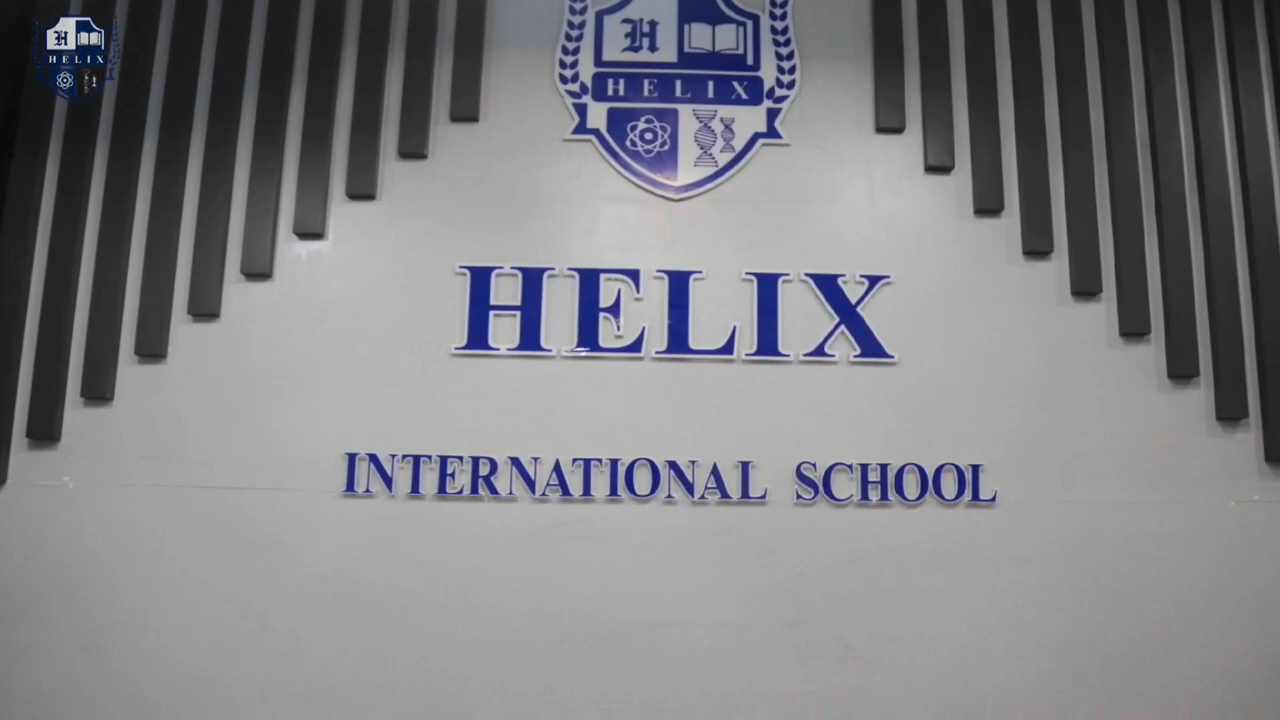 H
HELIX
H
HELIX
HELIX
INTERNATIONAL SCHOOL